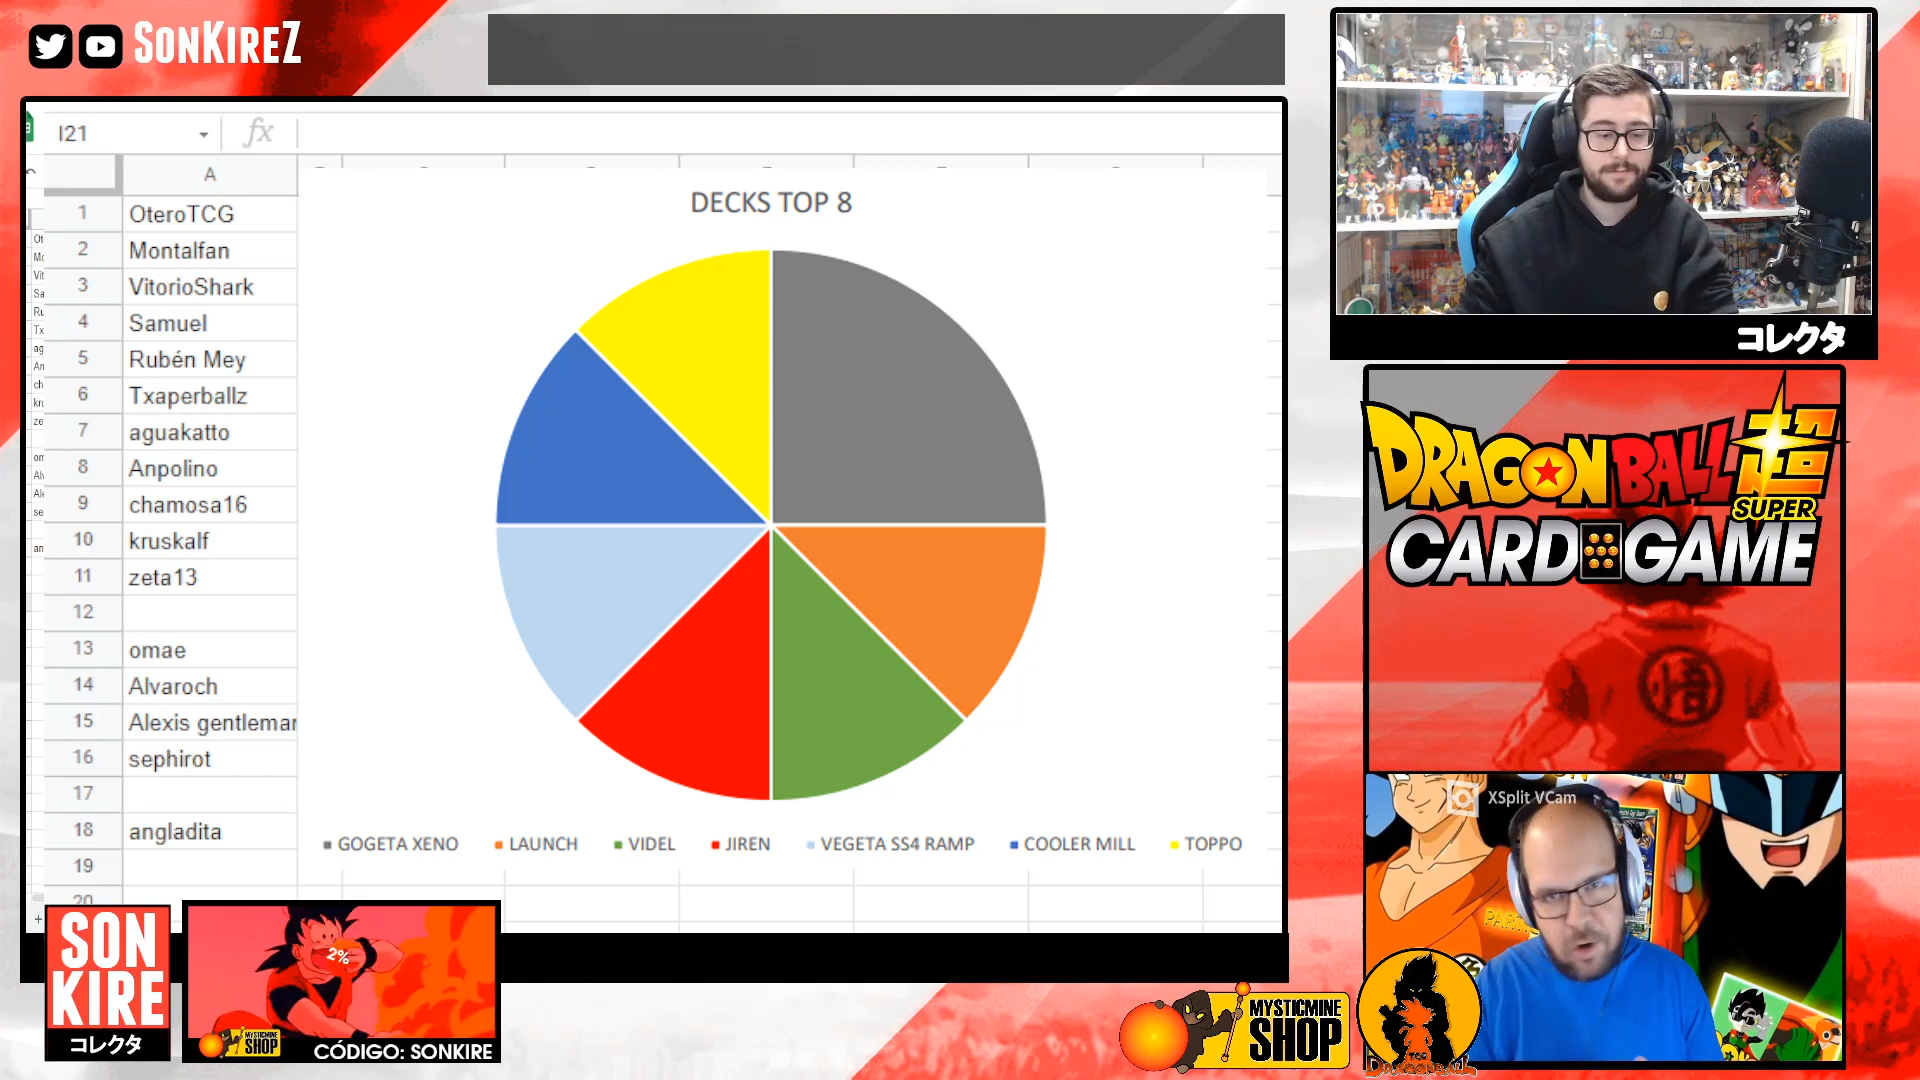 SONKIREZ
I21
fx
A
DECKS TOP 8
1 OteroTCG
2 Montalfan
3 VitorioShark
4 Samuel
5 Rubén Mey
6 Txaperballz
7 aguakatto
8 Anpolino
9 chamosa16
10 kruskalf
11 zeta13
12
13 omae
14 Alvaroch
15 Alexis gentleman
16 sephirot
17
18 angladita
19
20
GOGETA XENO LAUNCH VIDEL JIREN VEGETA SS4 RAMP COOLER MILL TOPPO
コレクタ
DRAGON BALL 超
SUPER
CARD GAME
悟
XSplit VCam
SON
KIRE
コレクタ
2%
MYSTICMINE
SHOP
CÓDIGO: SONKIRE
MYSTICMINE
SHOP
TCG